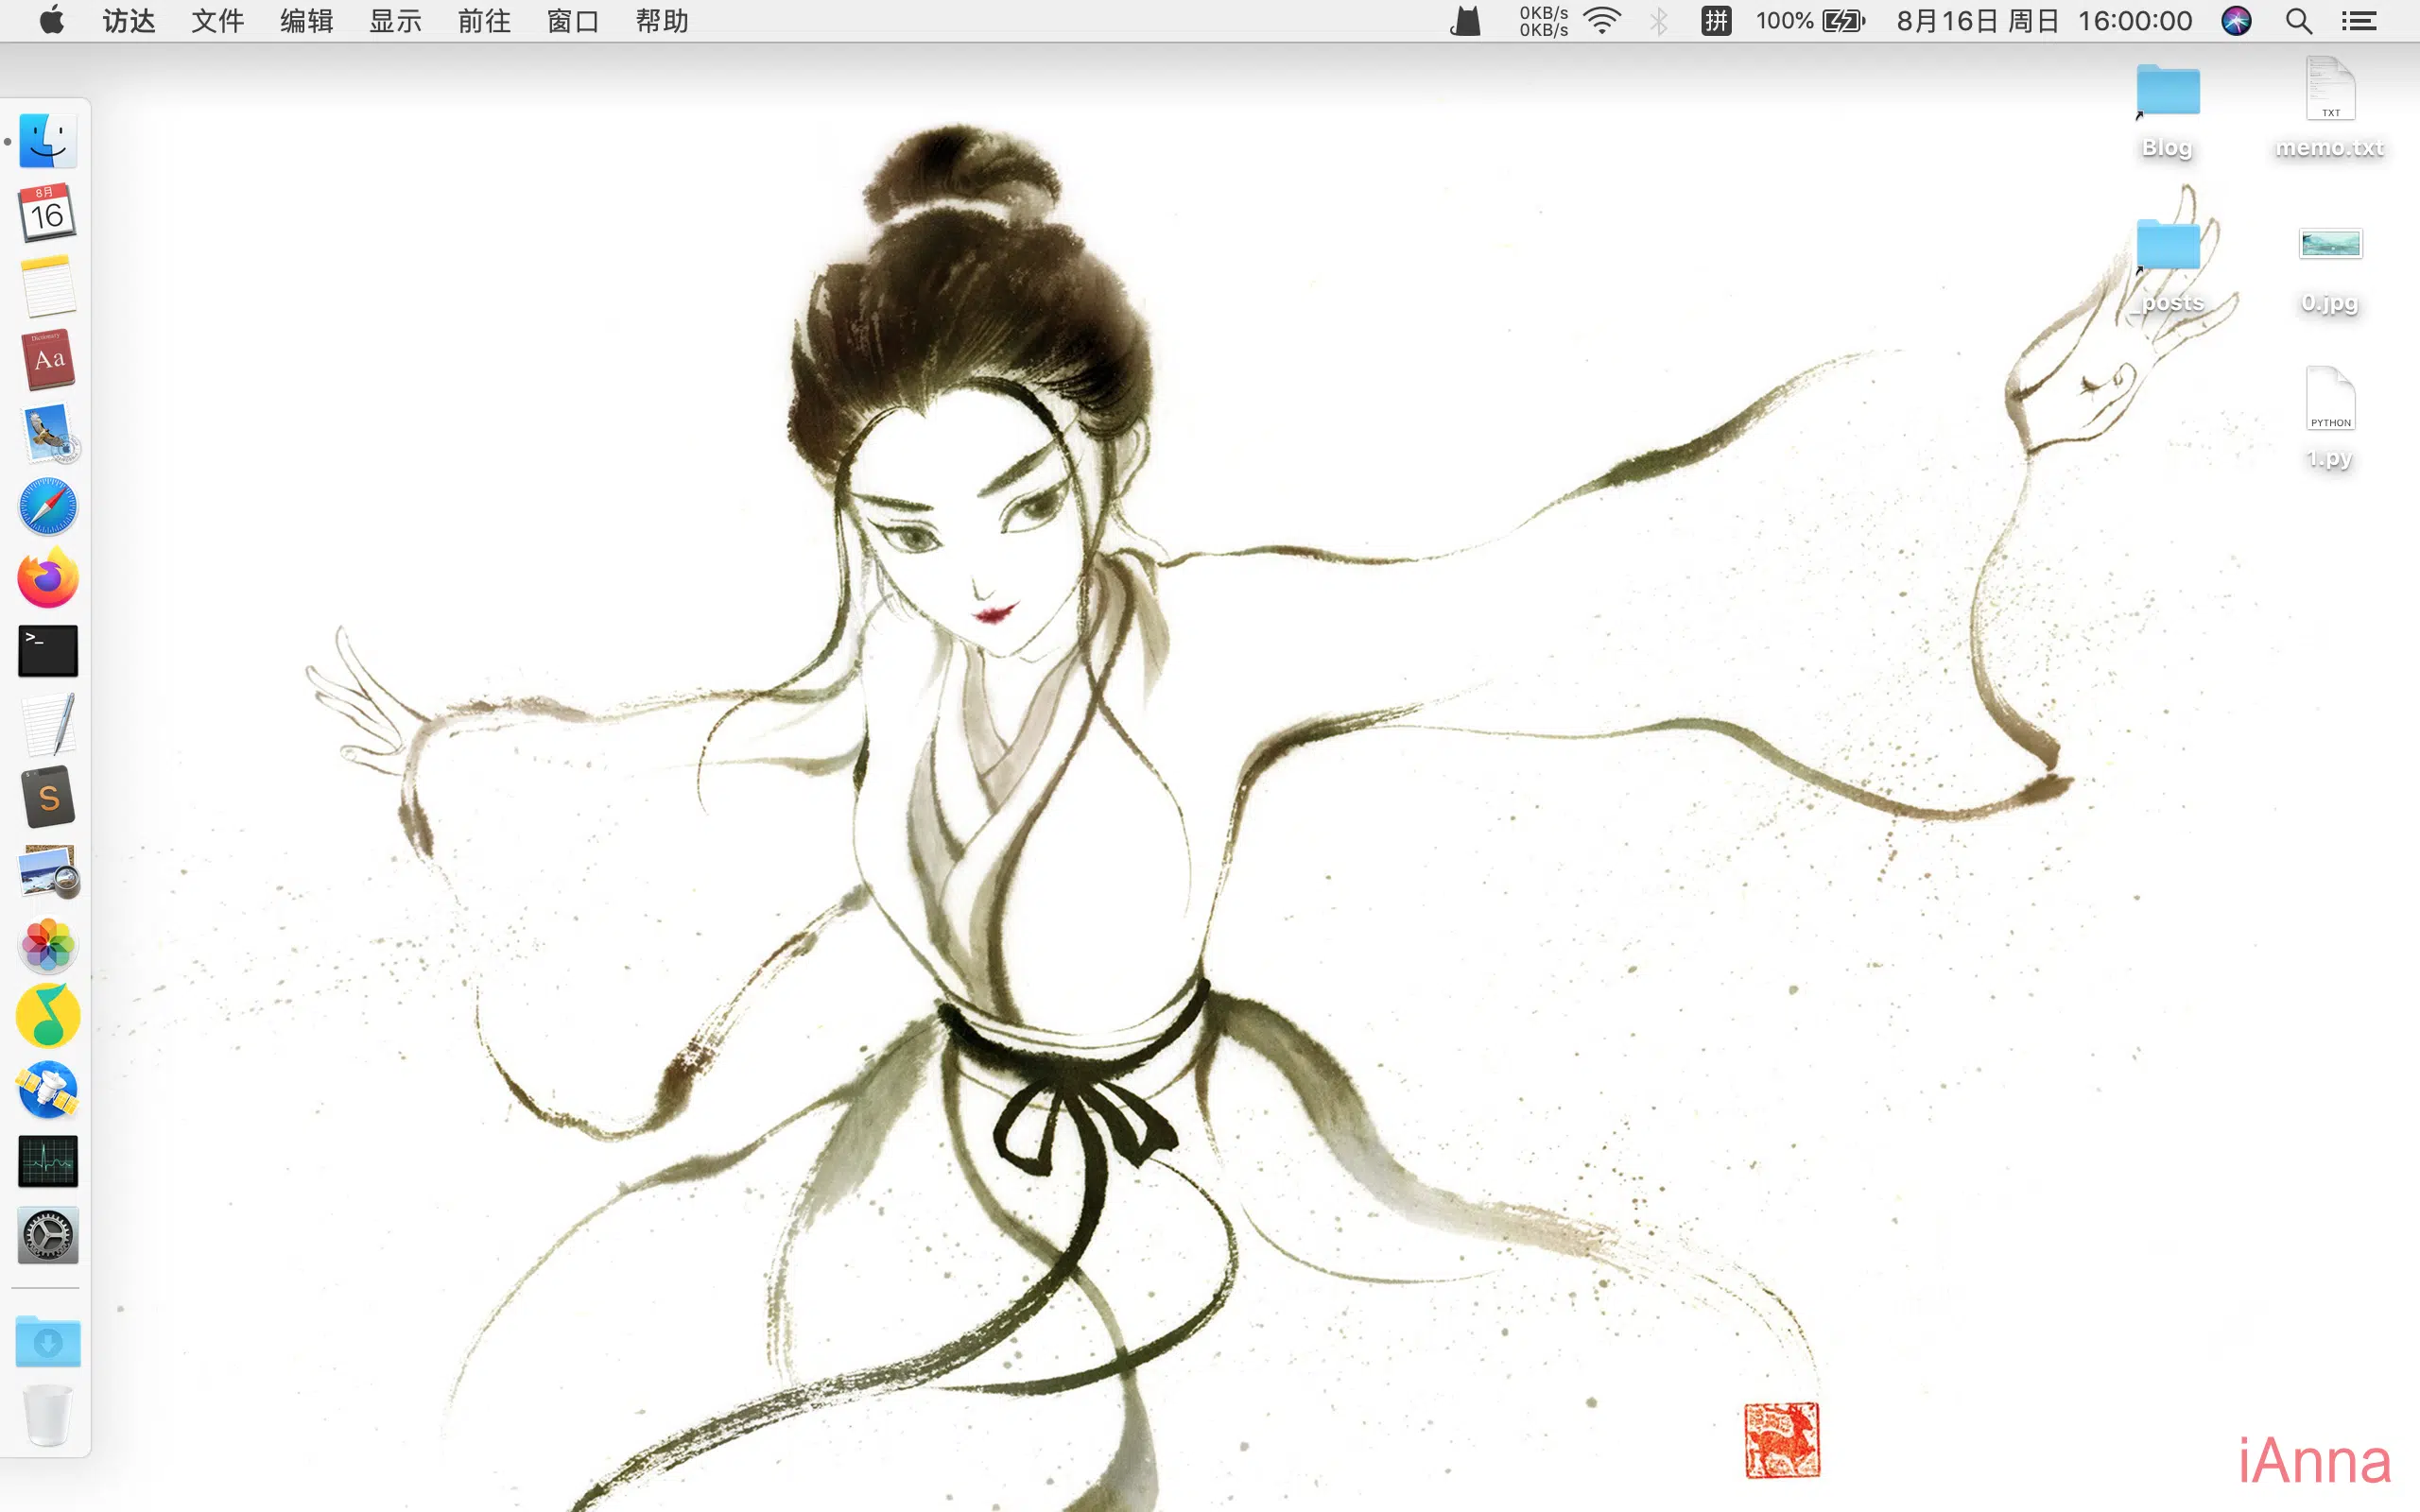 访达 文件 编辑 显示 前往 窗口 帮助
0KB/s
0KB/s
拼 100% 8月16日 周日 16:00:00
8月
16
Dictionary
Aa
>_
S
Blog
TXT
memo.txt
_posts
0.jpg
PYTHON
1.py
iAnna